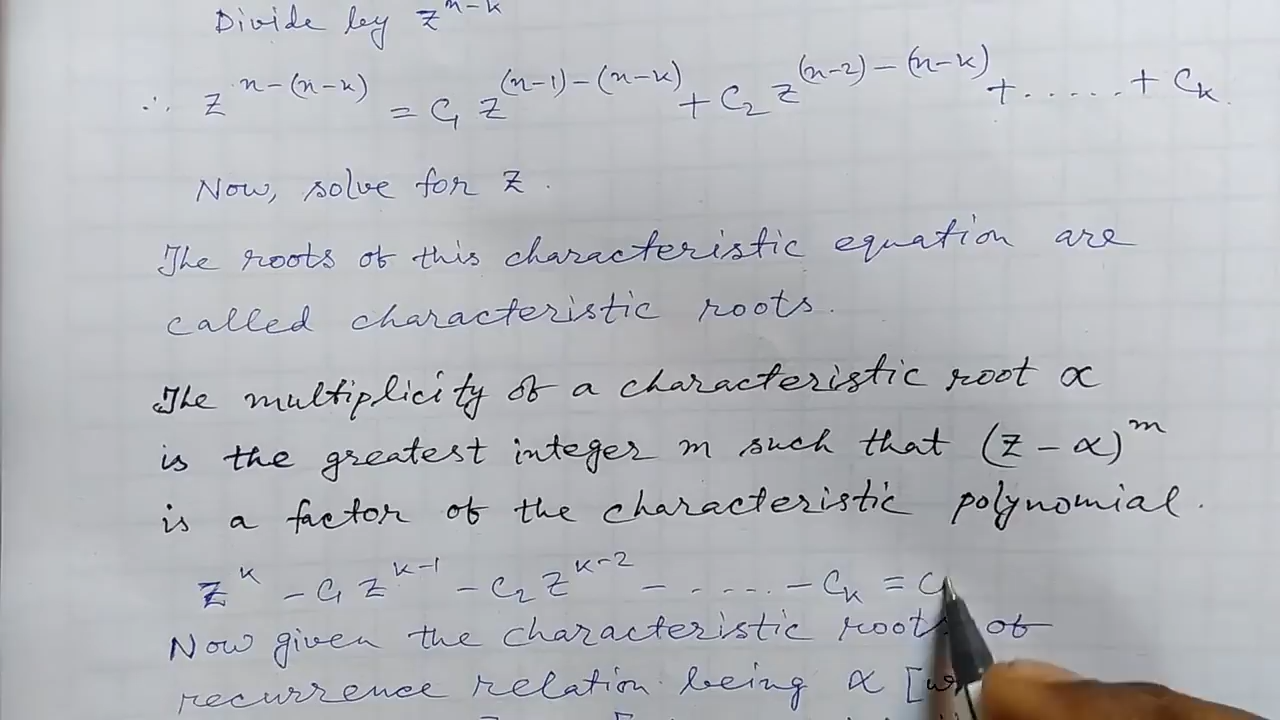 Divide by z^{n-k}
∴ z^{n-(n-k)} = C₁ z^{(n-1)-(n-k)} + C₂ z^{(n-2)-(n-k)} + ..... + Cₖ.
Now, solve for z.
The roots of this characteristic equation are
called characteristic roots.
The multiplicity of a characteristic root α
is the greatest integer m such that (z-α)^m
is a factor of the characteristic polynomial.
z^k - C₁ z^{k-1} - C₂ z^{k-2} - ..... - Cₖ =
Now given the characteristic roots of
recurrence relation being α [